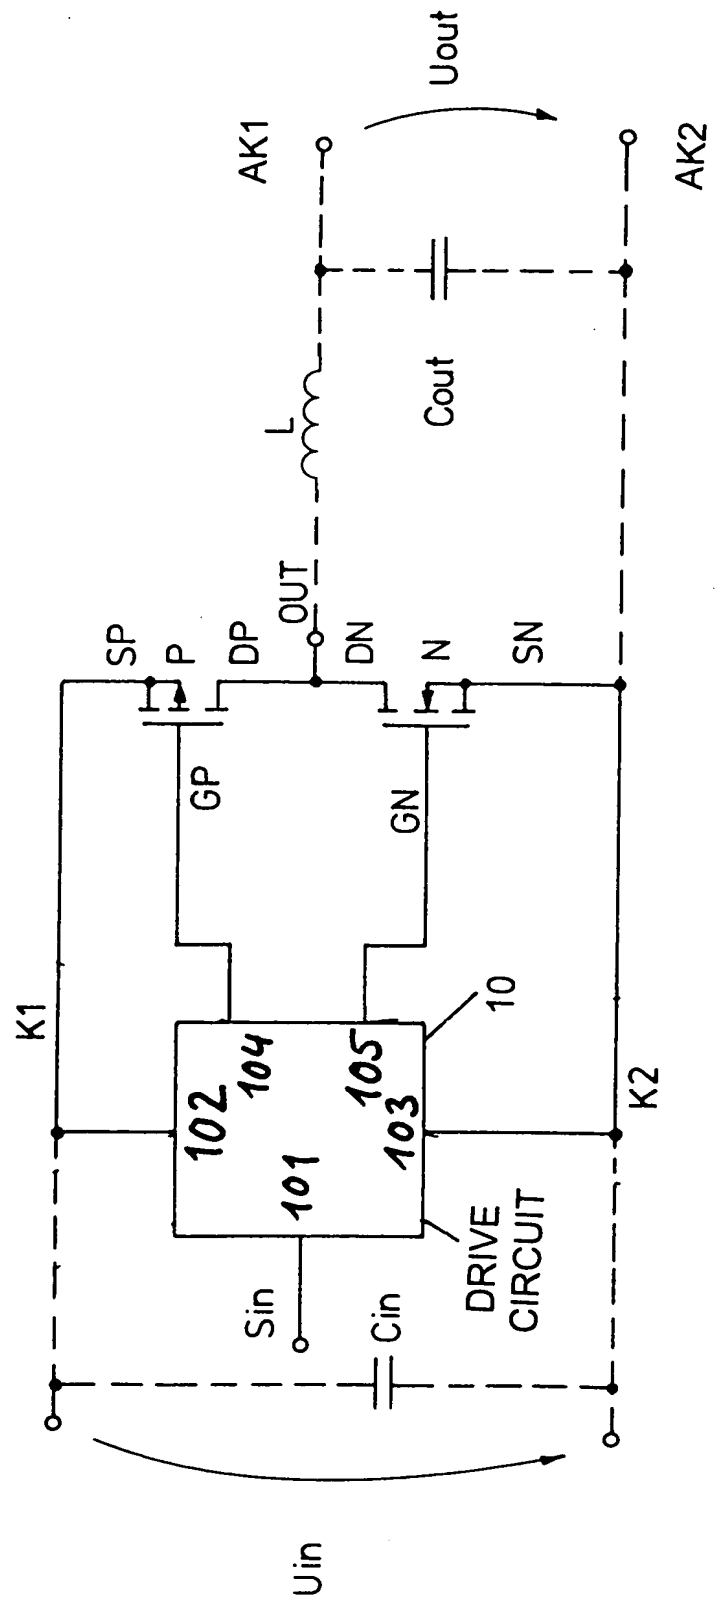 Uin
K1
Sin
Cin
101
102
103
104
105
DRIVE
CIRCUIT
10
K2
GP
GN
SP
P
DP
OUT
DN
N
SN
L
Cout
AK1
AK2
Uout